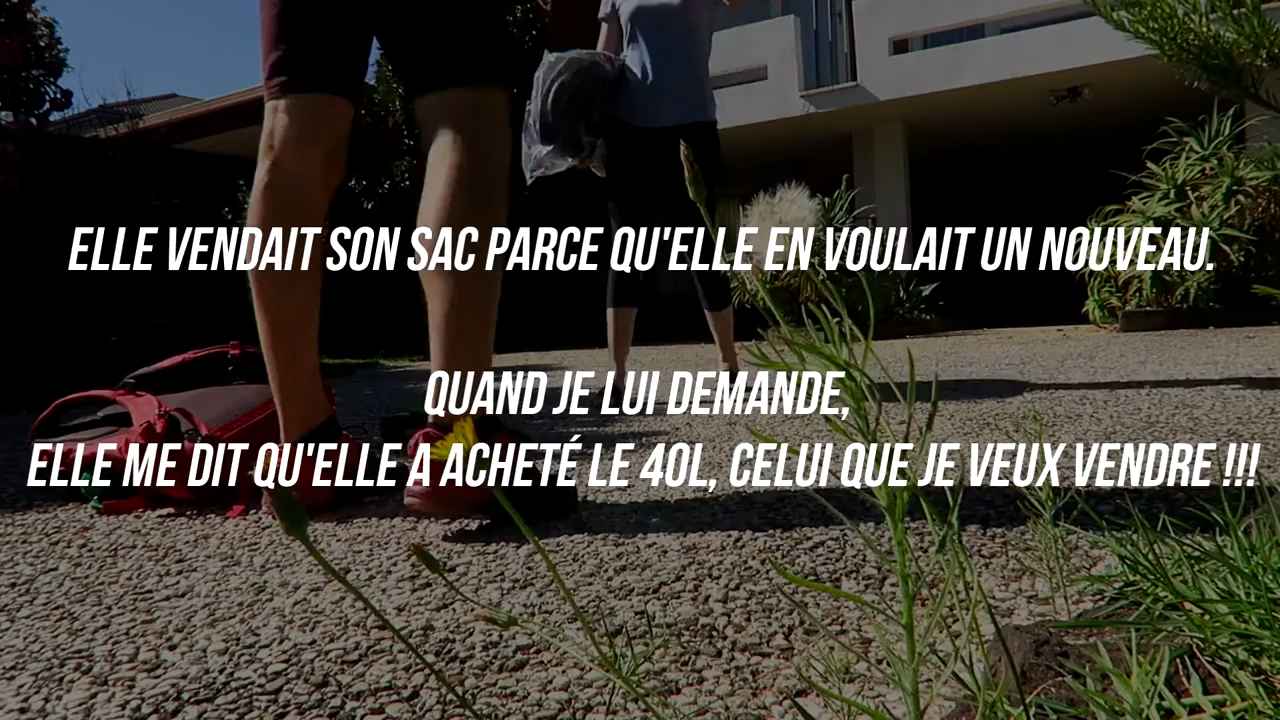 ELLE VENDAIT SON SAC PARCE QU'ELLE EN VOULAIT UN NOUVEAU.
QUAND JE LUI DEMANDE,
ELLE ME DIT QU'ELLE A ACHETÉ LE 40L, CELUI QUE JE VEUX VENDRE !!!